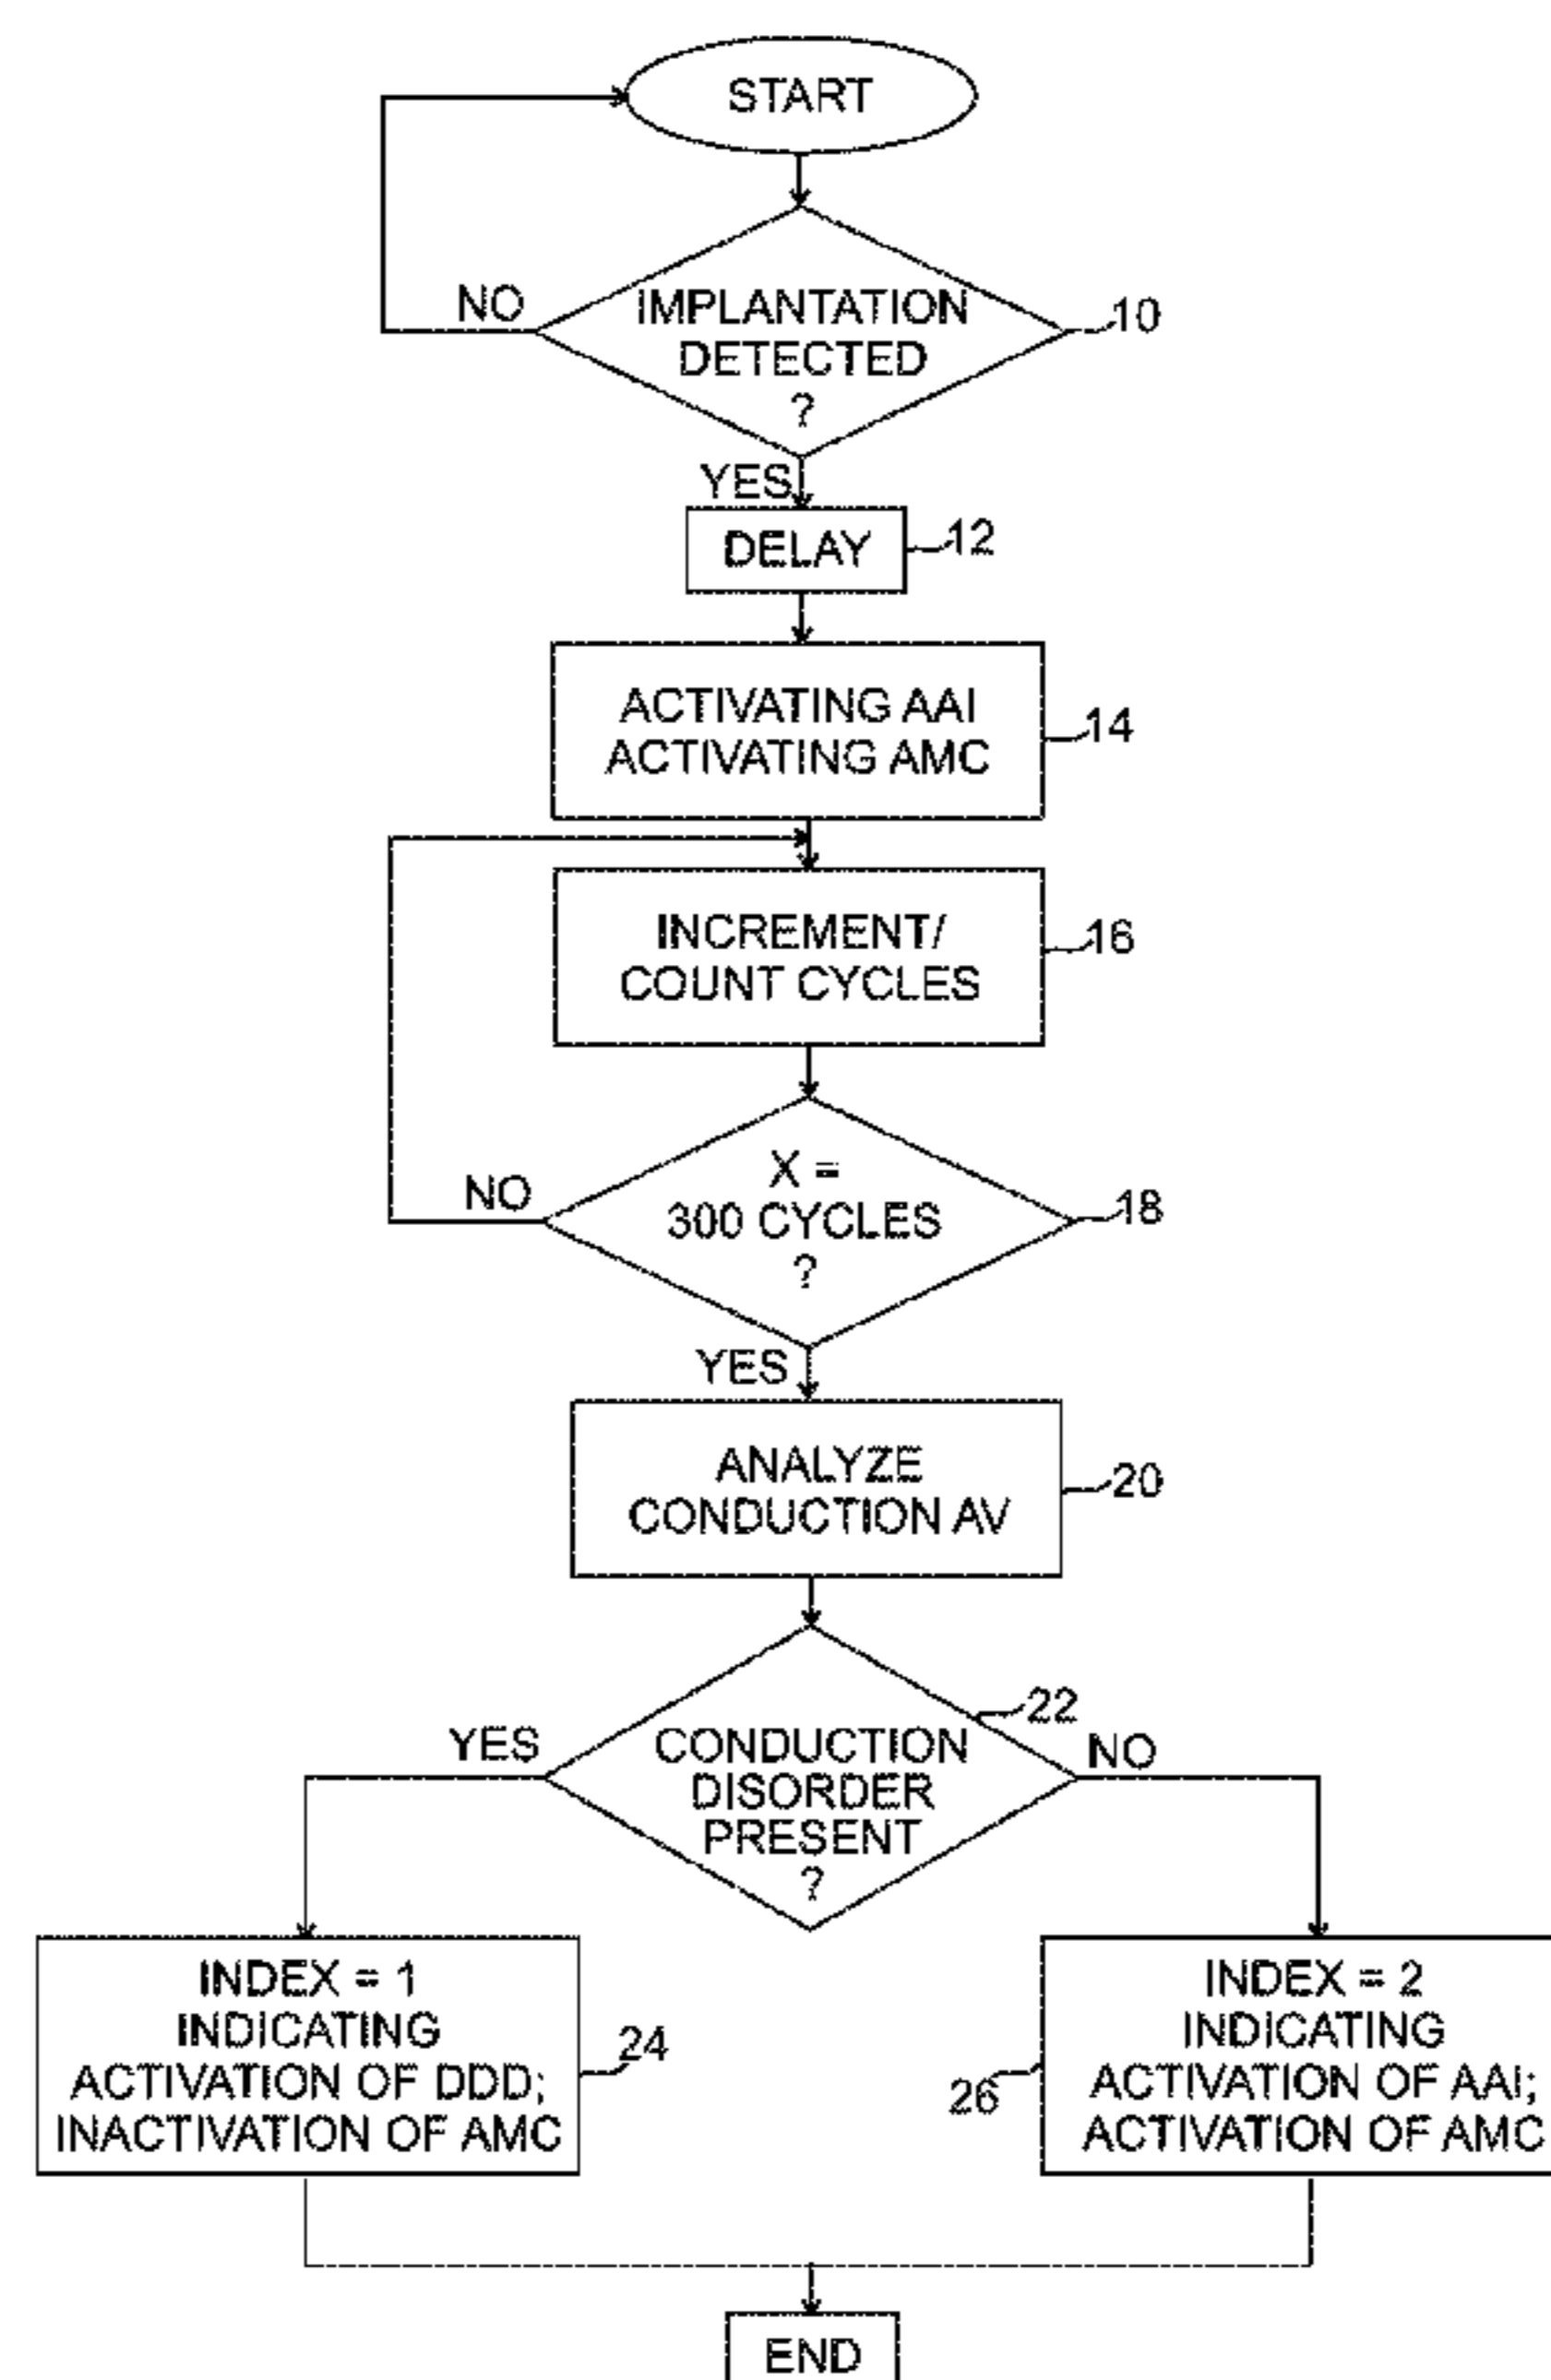 START
NO
IMPLANTATION
DETECTED
?
10
YES
DELAY
12
ACTIVATING AAI
ACTIVATING AMC
14
INCREMENT/
COUNT CYCLES
16
X =
300 CYCLES
?
NO
18
YES
ANALYZE
CONDUCTION AV
20
22
YES
CONDUCTION
DISORDER
PRESENT
?
NO
INDEX = 1
INDICATING
ACTIVATION OF DDD;
INACTIVATION OF AMC
24
INDEX = 2
INDICATING
ACTIVATION OF AAI;
ACTIVATION OF AMC
26
END